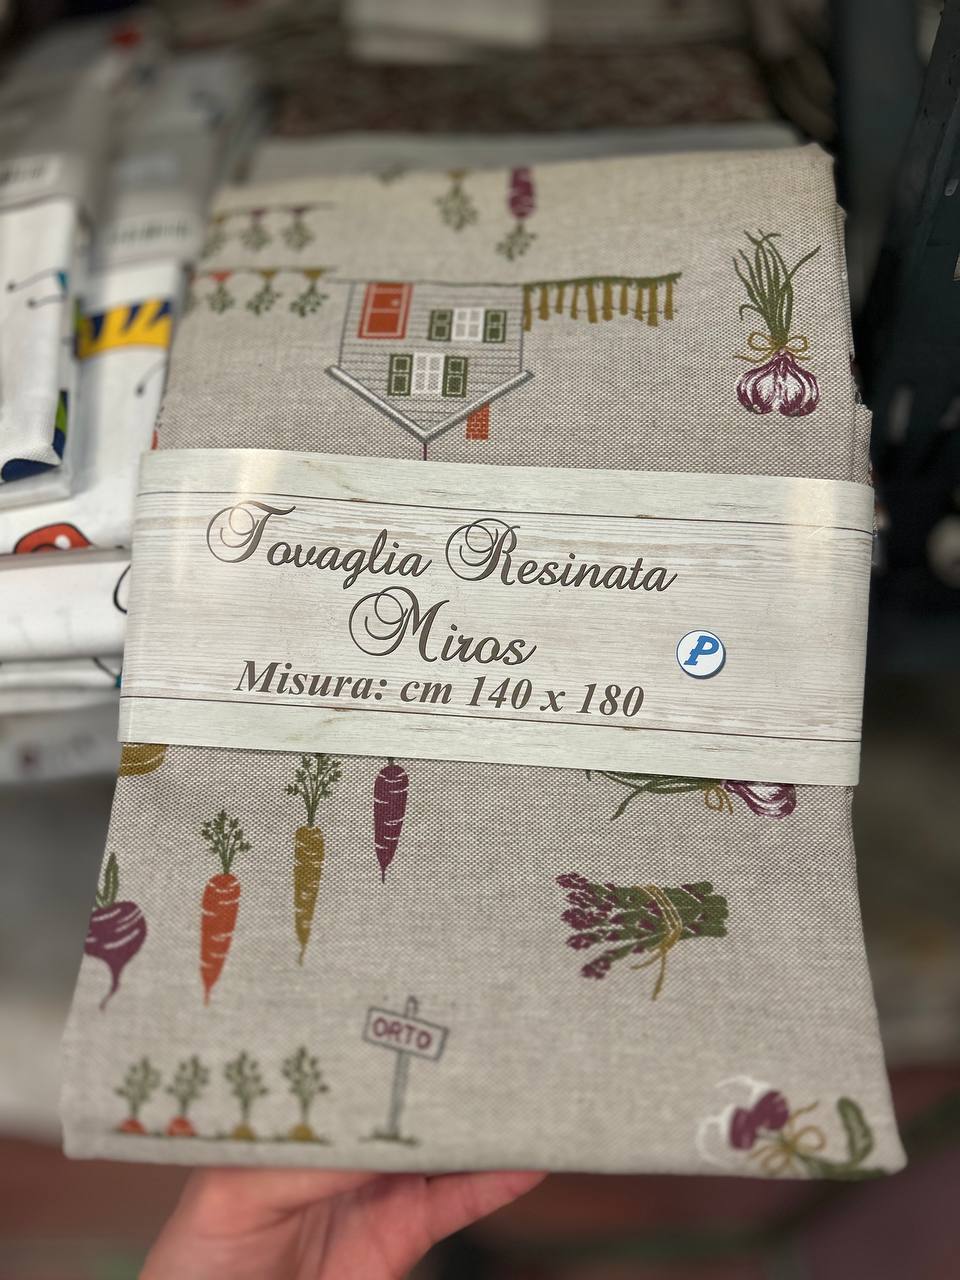 Tovaglia Resinata
Miros
P
Misura: cm 140 x 180
ORTO